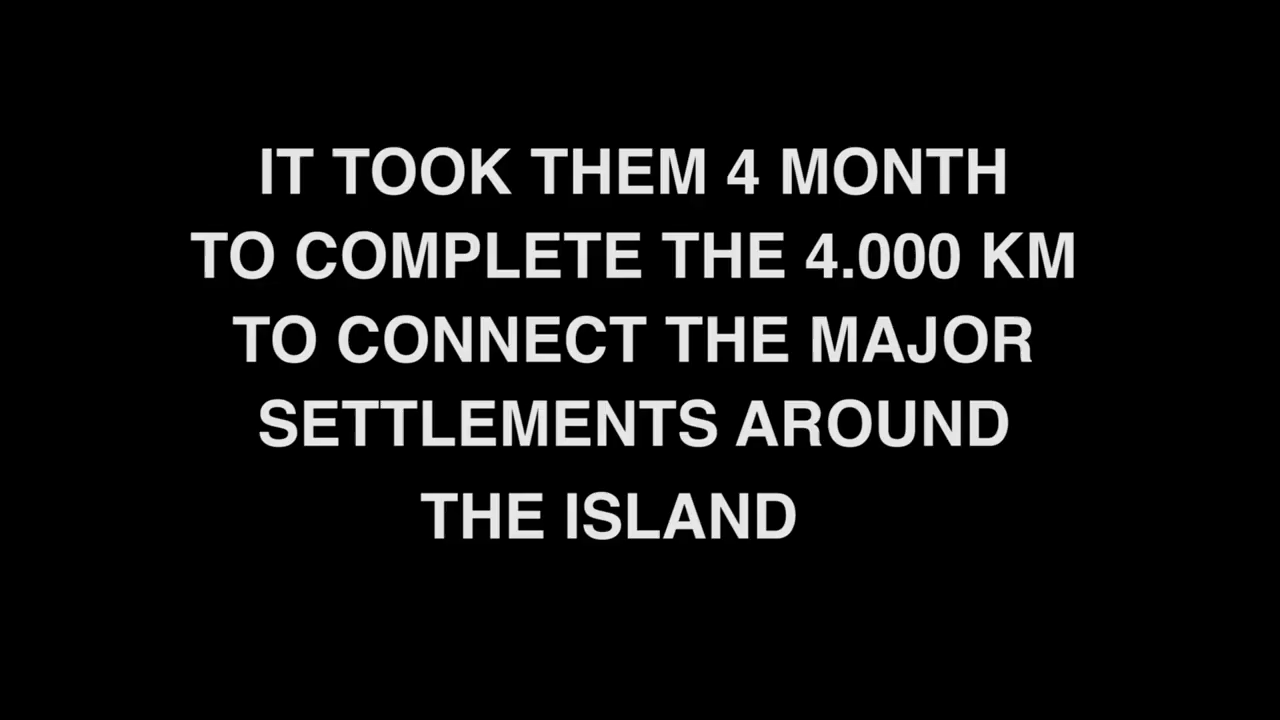 IT TOOK THEM 4 MONTH
TO COMPLETE THE 4.000 KM
TO CONNECT THE MAJOR
SETTLEMENTS AROUND
THE ISLAND